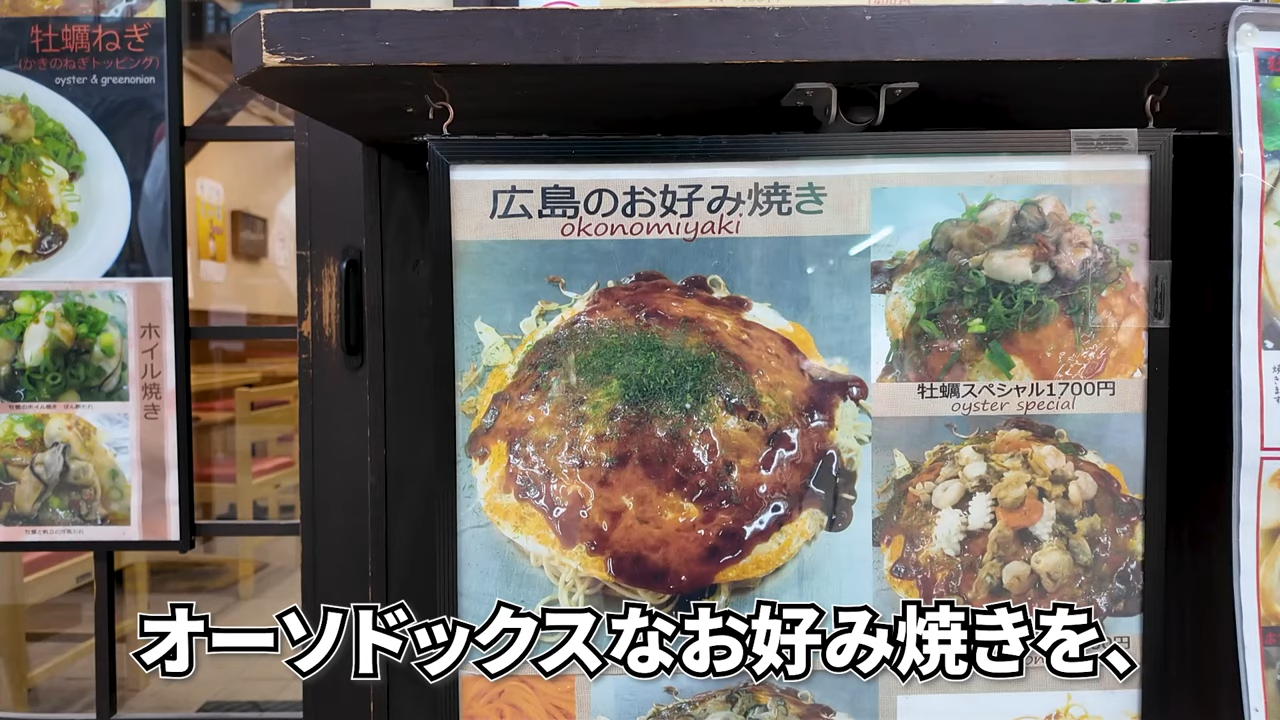 牡蠣ねぎ
(かきのねぎトッピング)
oyster & greenonion
ホイル焼き
広島のお好み焼き
okonomiyaki
牡蠣スペシャル1700円
oyster special
オーソドックスなお好み焼きを、